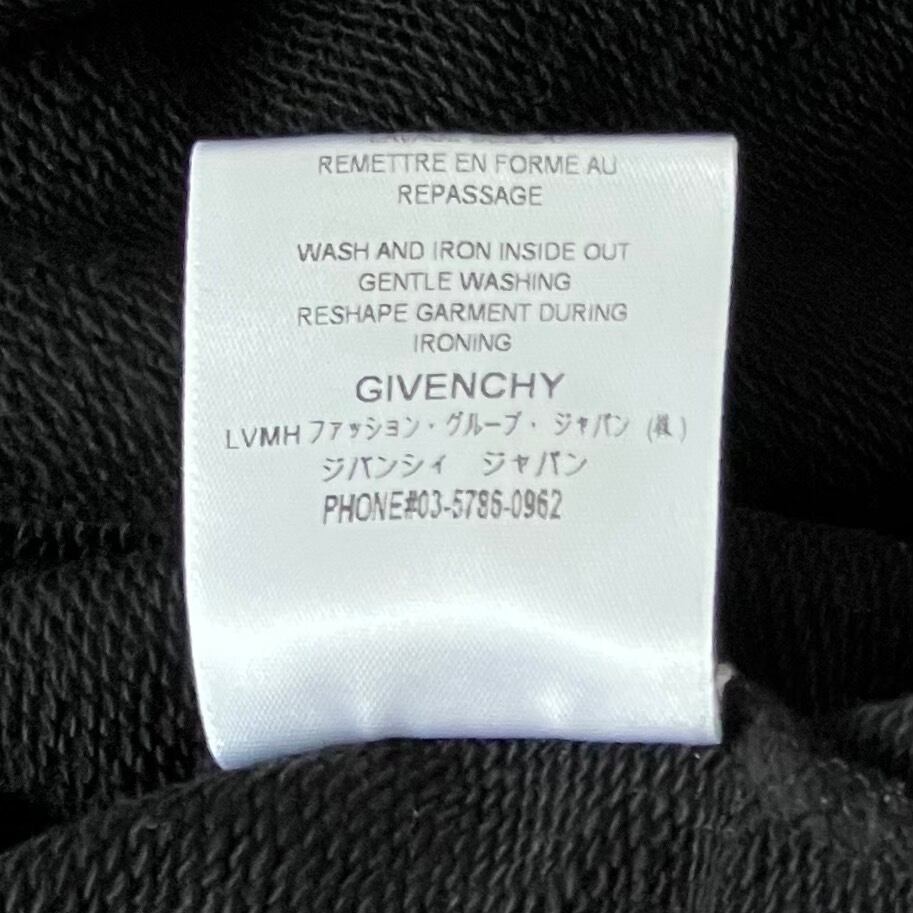 REMETTRE EN FORME AU
REPASSAGE
WASH AND IRON INSIDE OUT
GENTLE WASHING
RESHAPE GARMENT DURING
IRONING
GIVENCHY
LVMH ファッション・グループ・ ジャパン (株)
ジバンシィ ジャパン
PHONE#03-5786-0962